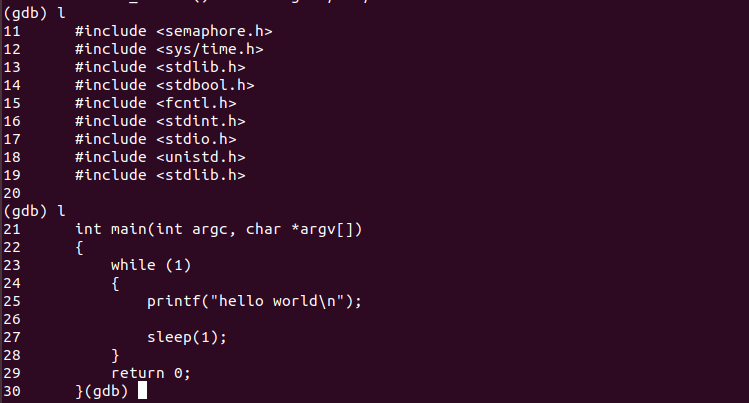 (gdb) l
11 #include <semaphore.h>
12 #include <sys/time.h>
13 #include <stdlib.h>
14 #include <stdbool.h>
15 #include <fcntl.h>
16 #include <stdint.h>
17 #include <stdio.h>
18 #include <unistd.h>
19 #include <stdlib.h>
20
(gdb) l
21 int main(int argc, char *argv[])
22 {
23 while (1)
24 {
25 printf("hello world\n");
26
27 sleep(1);
28 }
29 return 0;
30 }(gdb)